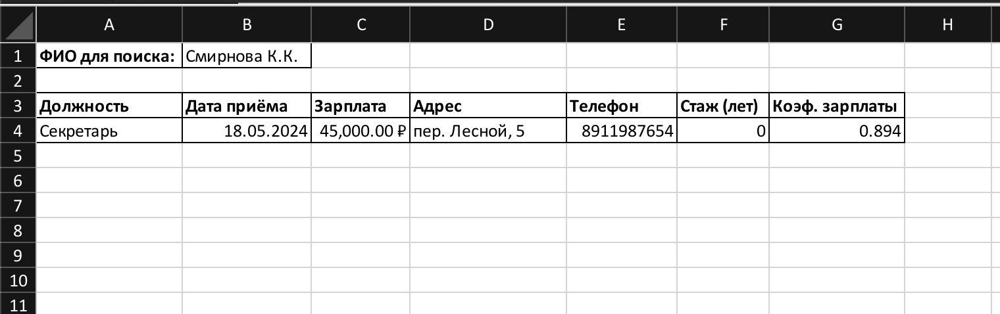 A B C D E F G H
1 ФИО для поиска: Смирнова К.К.
2
3 Должность Дата приёма Зарплата Адрес Телефон Стаж (лет) Коэф. зарплаты
4 Секретарь 18.05.2024 45,000.00 ₽ пер. Лесной, 5 8911987654 0 0.894
5
6
7
8
9
10
11